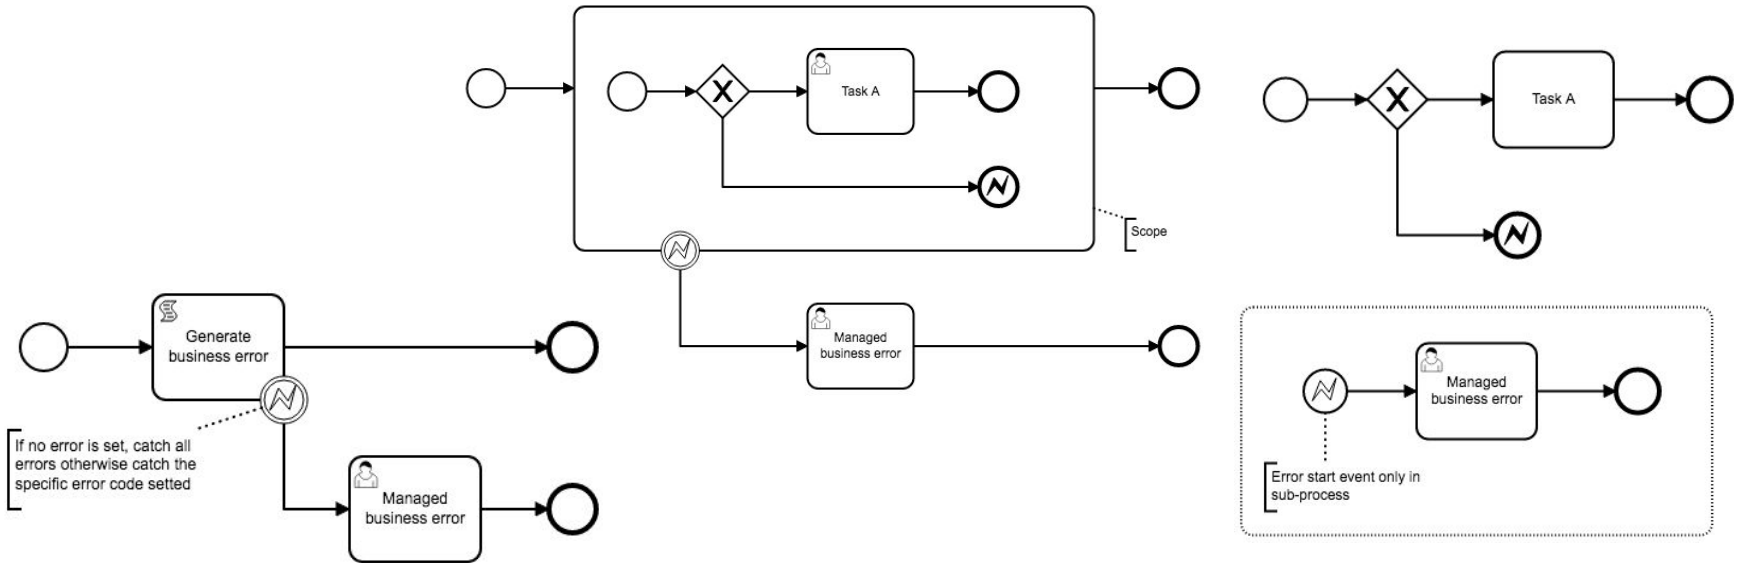 Task A
Scope
Managed
business error
Task A
Generate
business error
If no error is set, catch all
errors otherwise catch the
specific error code setted
Managed
business error
Managed
business error
Error start event only in
sub-process